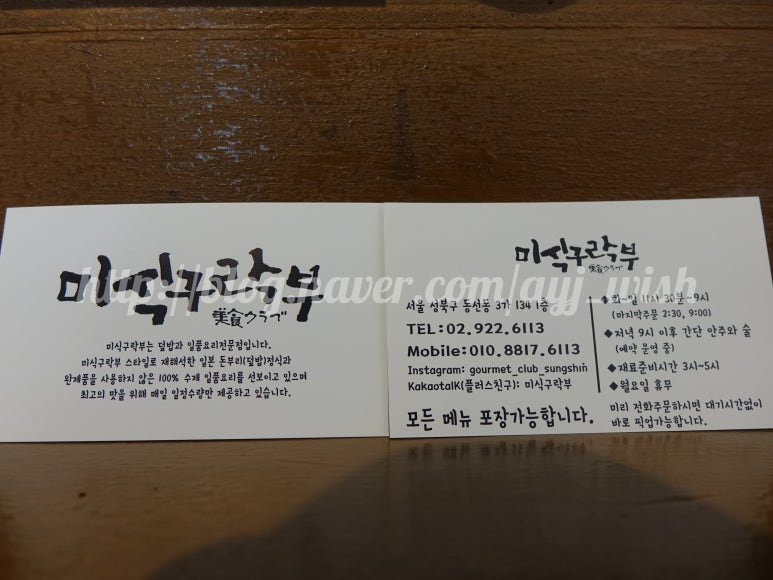 미식구락부
美食クラブ
미식구락부는 덮밥과 일품요리전문점입니다.
미식구락부 스타일로 재해석한 일본 돈부리(덮밥)정식과
완제품을 사용하지 않은 100% 수제 일품요리를 선보이고 있으며
최고의 맛을 위해 매일 일정수량만 제공하고 있습니다.
미식구락부
美食クラブ
서울 성북구 동선동 3가 134 1층
TEL : 02.922.6113
Mobile: 010.8817.6113
Instagram: gourmet_club_sungshin
Kakaotalk(플러스친구): 미식구락부
모든 메뉴 포장가능합니다.
◆화~일 11시 30분~9시
(마지막주문 2:30, 9:00)
◆저녁 9시 이후 간단 안주와 술
(예약 운영 중)
◆재료준비시간 3시~5시
◆월요일 휴무
미리 전화주문하시면 대기시간없이
바로 픽업가능합니다.
http://blog.naver.com/ayj_wish